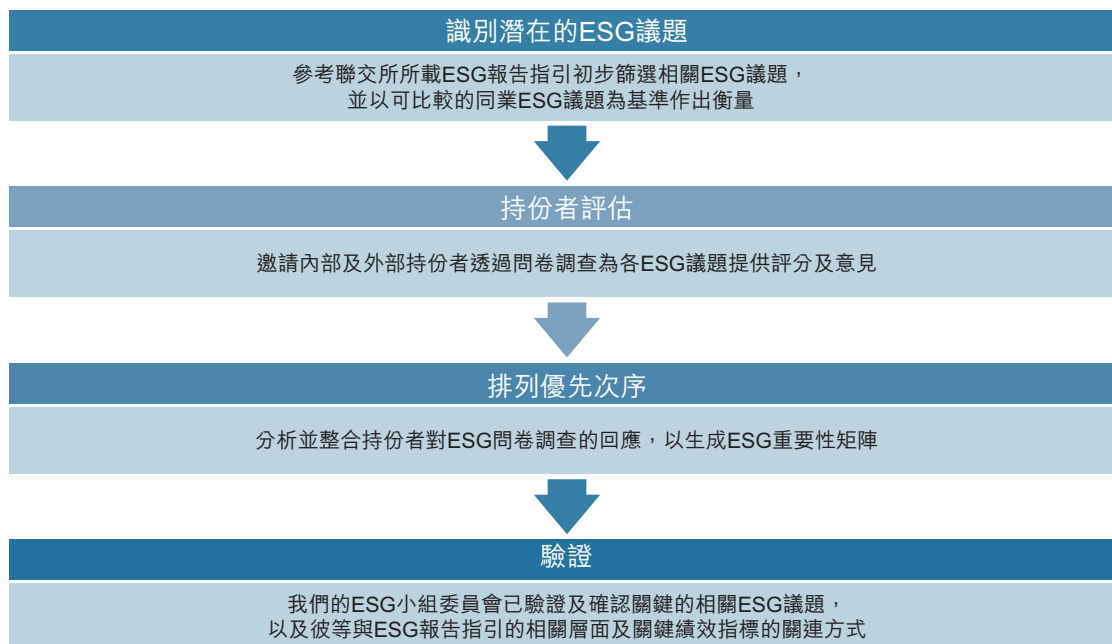 識別潛在的ESG議題
參考聯交所所載ESG報告指引初步篩選相關ESG議題，
並以可比較的同業ESG議題為基準作出衡量
持份者評估
邀請內部及外部持份者透過問卷調查為各ESG議題提供評分及意見
排列優先次序
分析並整合持份者對ESG問卷調查的回應，以生成ESG重要性矩陣
驗證
我們的ESG小組委員會已驗證及確認關鍵的相關ESG議題，
以及彼等與ESG報告指引的相關層面及關鍵績效指標的關連方式